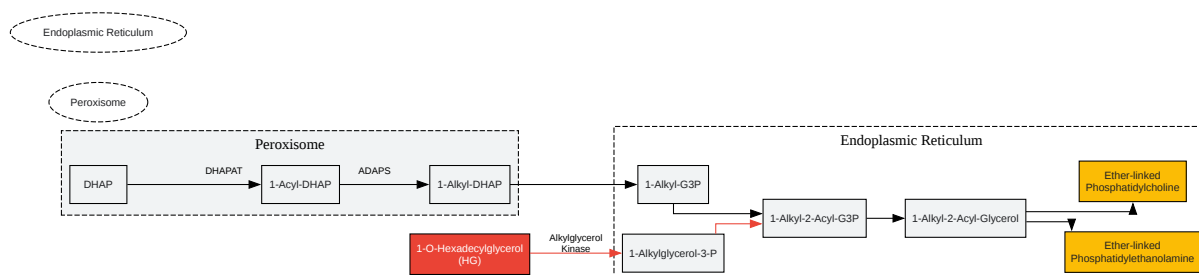 Endoplasmic Reticulum
Peroxisome
Peroxisome
DHAP
DHAPAT
1-Acyl-DHAP
ADAPS
1-Alkyl-DHAP
Endoplasmic Reticulum
1-Alkyl-G3P
1-O-Hexadecylglycerol
(HG)
Alkylglycerol
Kinase
1-Alkylglycerol-3-P
1-Alkyl-2-Acyl-G3P
1-Alkyl-2-Acyl-Glycerol
Ether-linked
Phosphatidylcholine
Ether-linked
Phosphatidylethanolamine